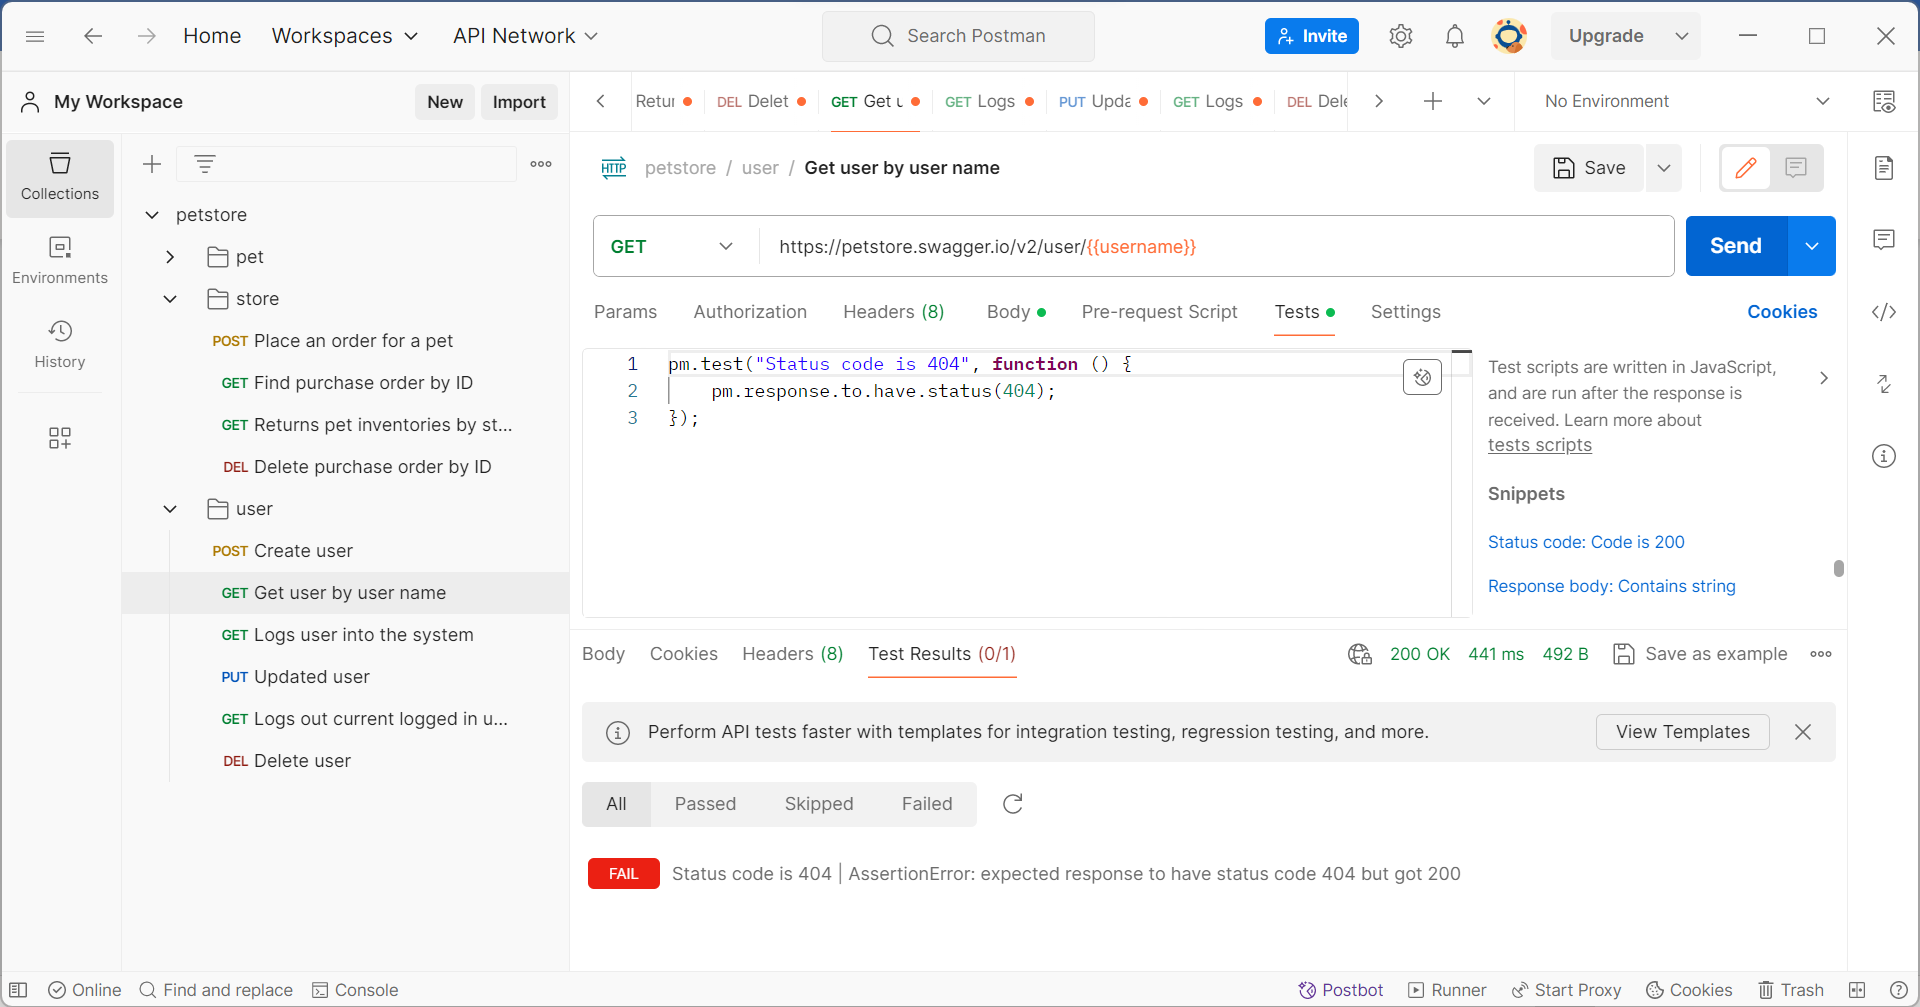 Home
Workspaces
API Network
Search Postman
Invite
Upgrade
My Workspace
New
Import
Retur
DEL Delet
GET Get u
GET Logs
PUT Upda
GET Logs
DEL Dele
No Environment
Collections
Environments
History
petstore
pet
store
POST Place an order for a pet
GET Find purchase order by ID
GET Returns pet inventories by st...
DEL Delete purchase order by ID
user
POST Create user
GET Get user by user name
GET Logs user into the system
PUT Updated user
GET Logs out current logged in u...
DEL Delete user
HTTP petstore / user / Get user by user name
Save
GET
https://petstore.swagger.io/v2/user/{{username}}
Send
Params
Authorization
Headers (8)
Body
Pre-request Script
Tests
Settings
Cookies
1 pm.test("Status code is 404", function () {
2 pm.response.to.have.status(404);
3 });
Test scripts are written in JavaScript,
and are run after the response is
received. Learn more about
tests scripts
Snippets
Status code: Code is 200
Response body: Contains string
Body
Cookies
Headers (8)
Test Results (0/1)
200 OK
441 ms
492 B
Save as example
Perform API tests faster with templates for integration testing, regression testing, and more.
View Templates
All
Passed
Skipped
Failed
FAIL Status code is 404 | AssertionError: expected response to have status code 404 but got 200
Online
Find and replace
Console
Postbot
Runner
Start Proxy
Cookies
Trash